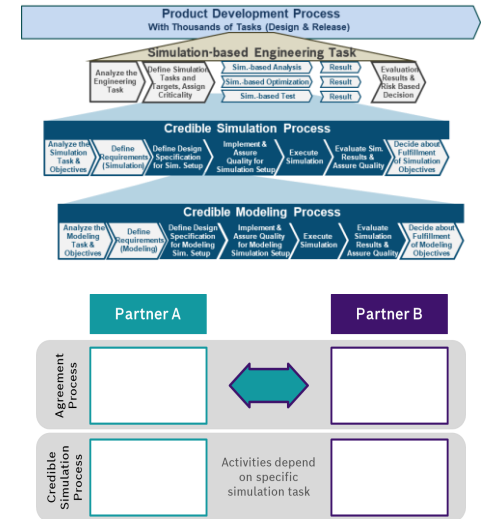 Product Development Process
With Thousands of Tasks (Design & Release)
Simulation-based Engineering Task
Analyze the
Engineering
Task
Define Simulation
Tasks and
Targets, Assign
Criticality
Sim.-based Analysis
Result
Sim.-based Optimization
Result
Sim.-based Test
Result
Evaluation
Results &
Risk Based
Decision
Credible Simulation Process
Analyze the
Simulation
Task &
Objectives
Define
Requirements
(Simulation)
Define Design
Specification
for Sim. Setup
Implement &
Assure
Quality for
Simulation Setup
Execute
Simulation
Evaluate Sim.
Results &
Assure Quality
Decide about
Fulfillment
of Simulation
Objectives
Credible Modeling Process
Analyze the
Modeling
Task &
Objectives
Define
Requirements
(Modeling)
Define Design
Specification
for Modeling
Sim. Setup
Implement &
Assure Quality
for Modeling
Simulation Setup
Execute
Simulation
Evaluate
Simulation
Results &
Assure Quality
Decide about
Fulfillment
of Modeling
Objectives
Partner A
Partner B
Agreement
Process
Credible
Simulation
Process
Activities depend
on specific
simulation task